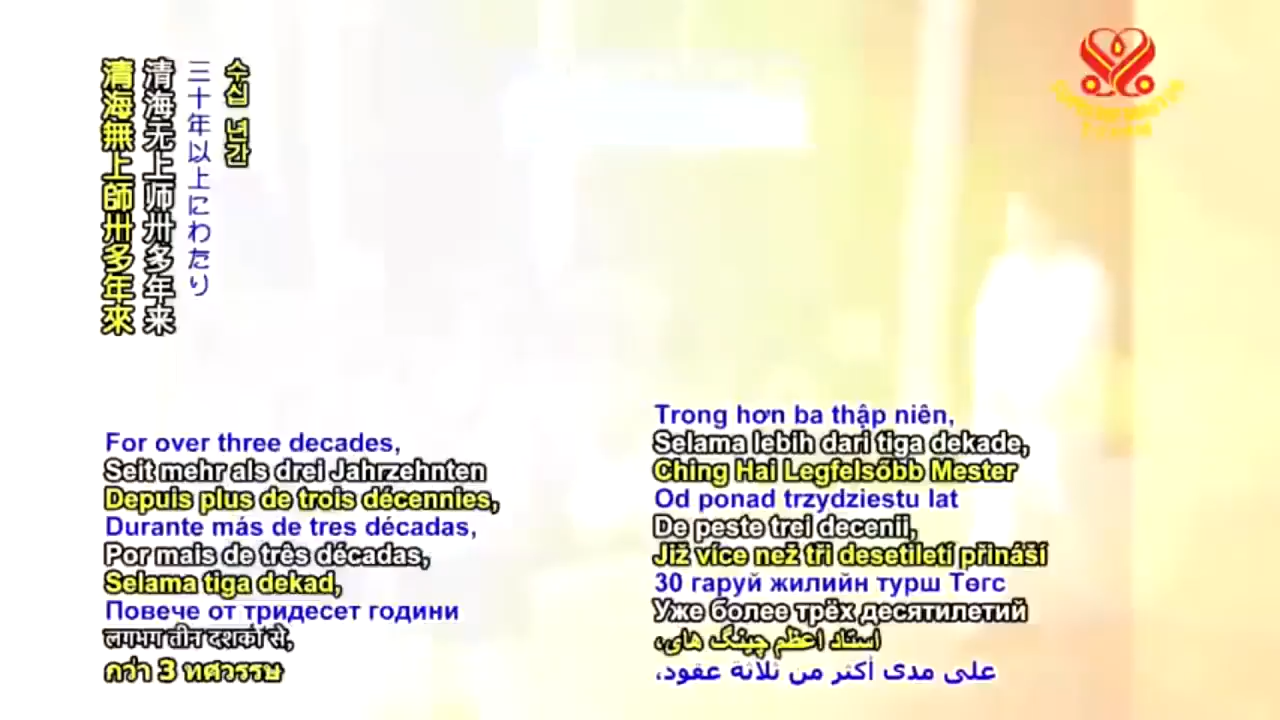 清海無上師卅多年來
清海无上师卅多年来
三十年以上にわたり
수십 년간
For over three decades,
Seit mehr als drei Jahrzehnten
Depuis plus de trois décennies,
Durante más de tres décadas,
Por mais de três décadas,
Selama tiga dekad,
Повече от тридесет години
लगभग तीन दशकों से,
กว่า 3 ทศวรรษ
Trong hơn ba thập niên,
Selama lebih dari tiga dekade,
Ching Hai Legfelsőbb Mester
Od ponad trzydziestu lat
De peste trei decenii,
Již více než tři desetiletí přináší
30 гаруй жилийн турш Төгс
Уже более трёх десятилетий
استاد اعظم چینگ های،
على مدى أكثر من ثلاثة عقود،